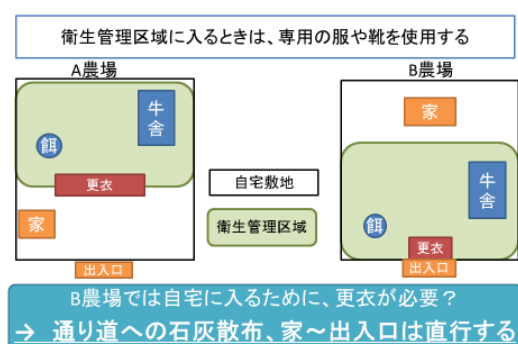 衛生管理区域に入るときは、専用の服や靴を使用する
A農場
B農場
牛舎
餌
更衣
家
出入口
自宅敷地
衛生管理区域
家
牛舎
餌
更衣
出入口
B農場では自宅に入るために、更衣が必要？
→ 通り道への石灰散布、家～出入口は直行する